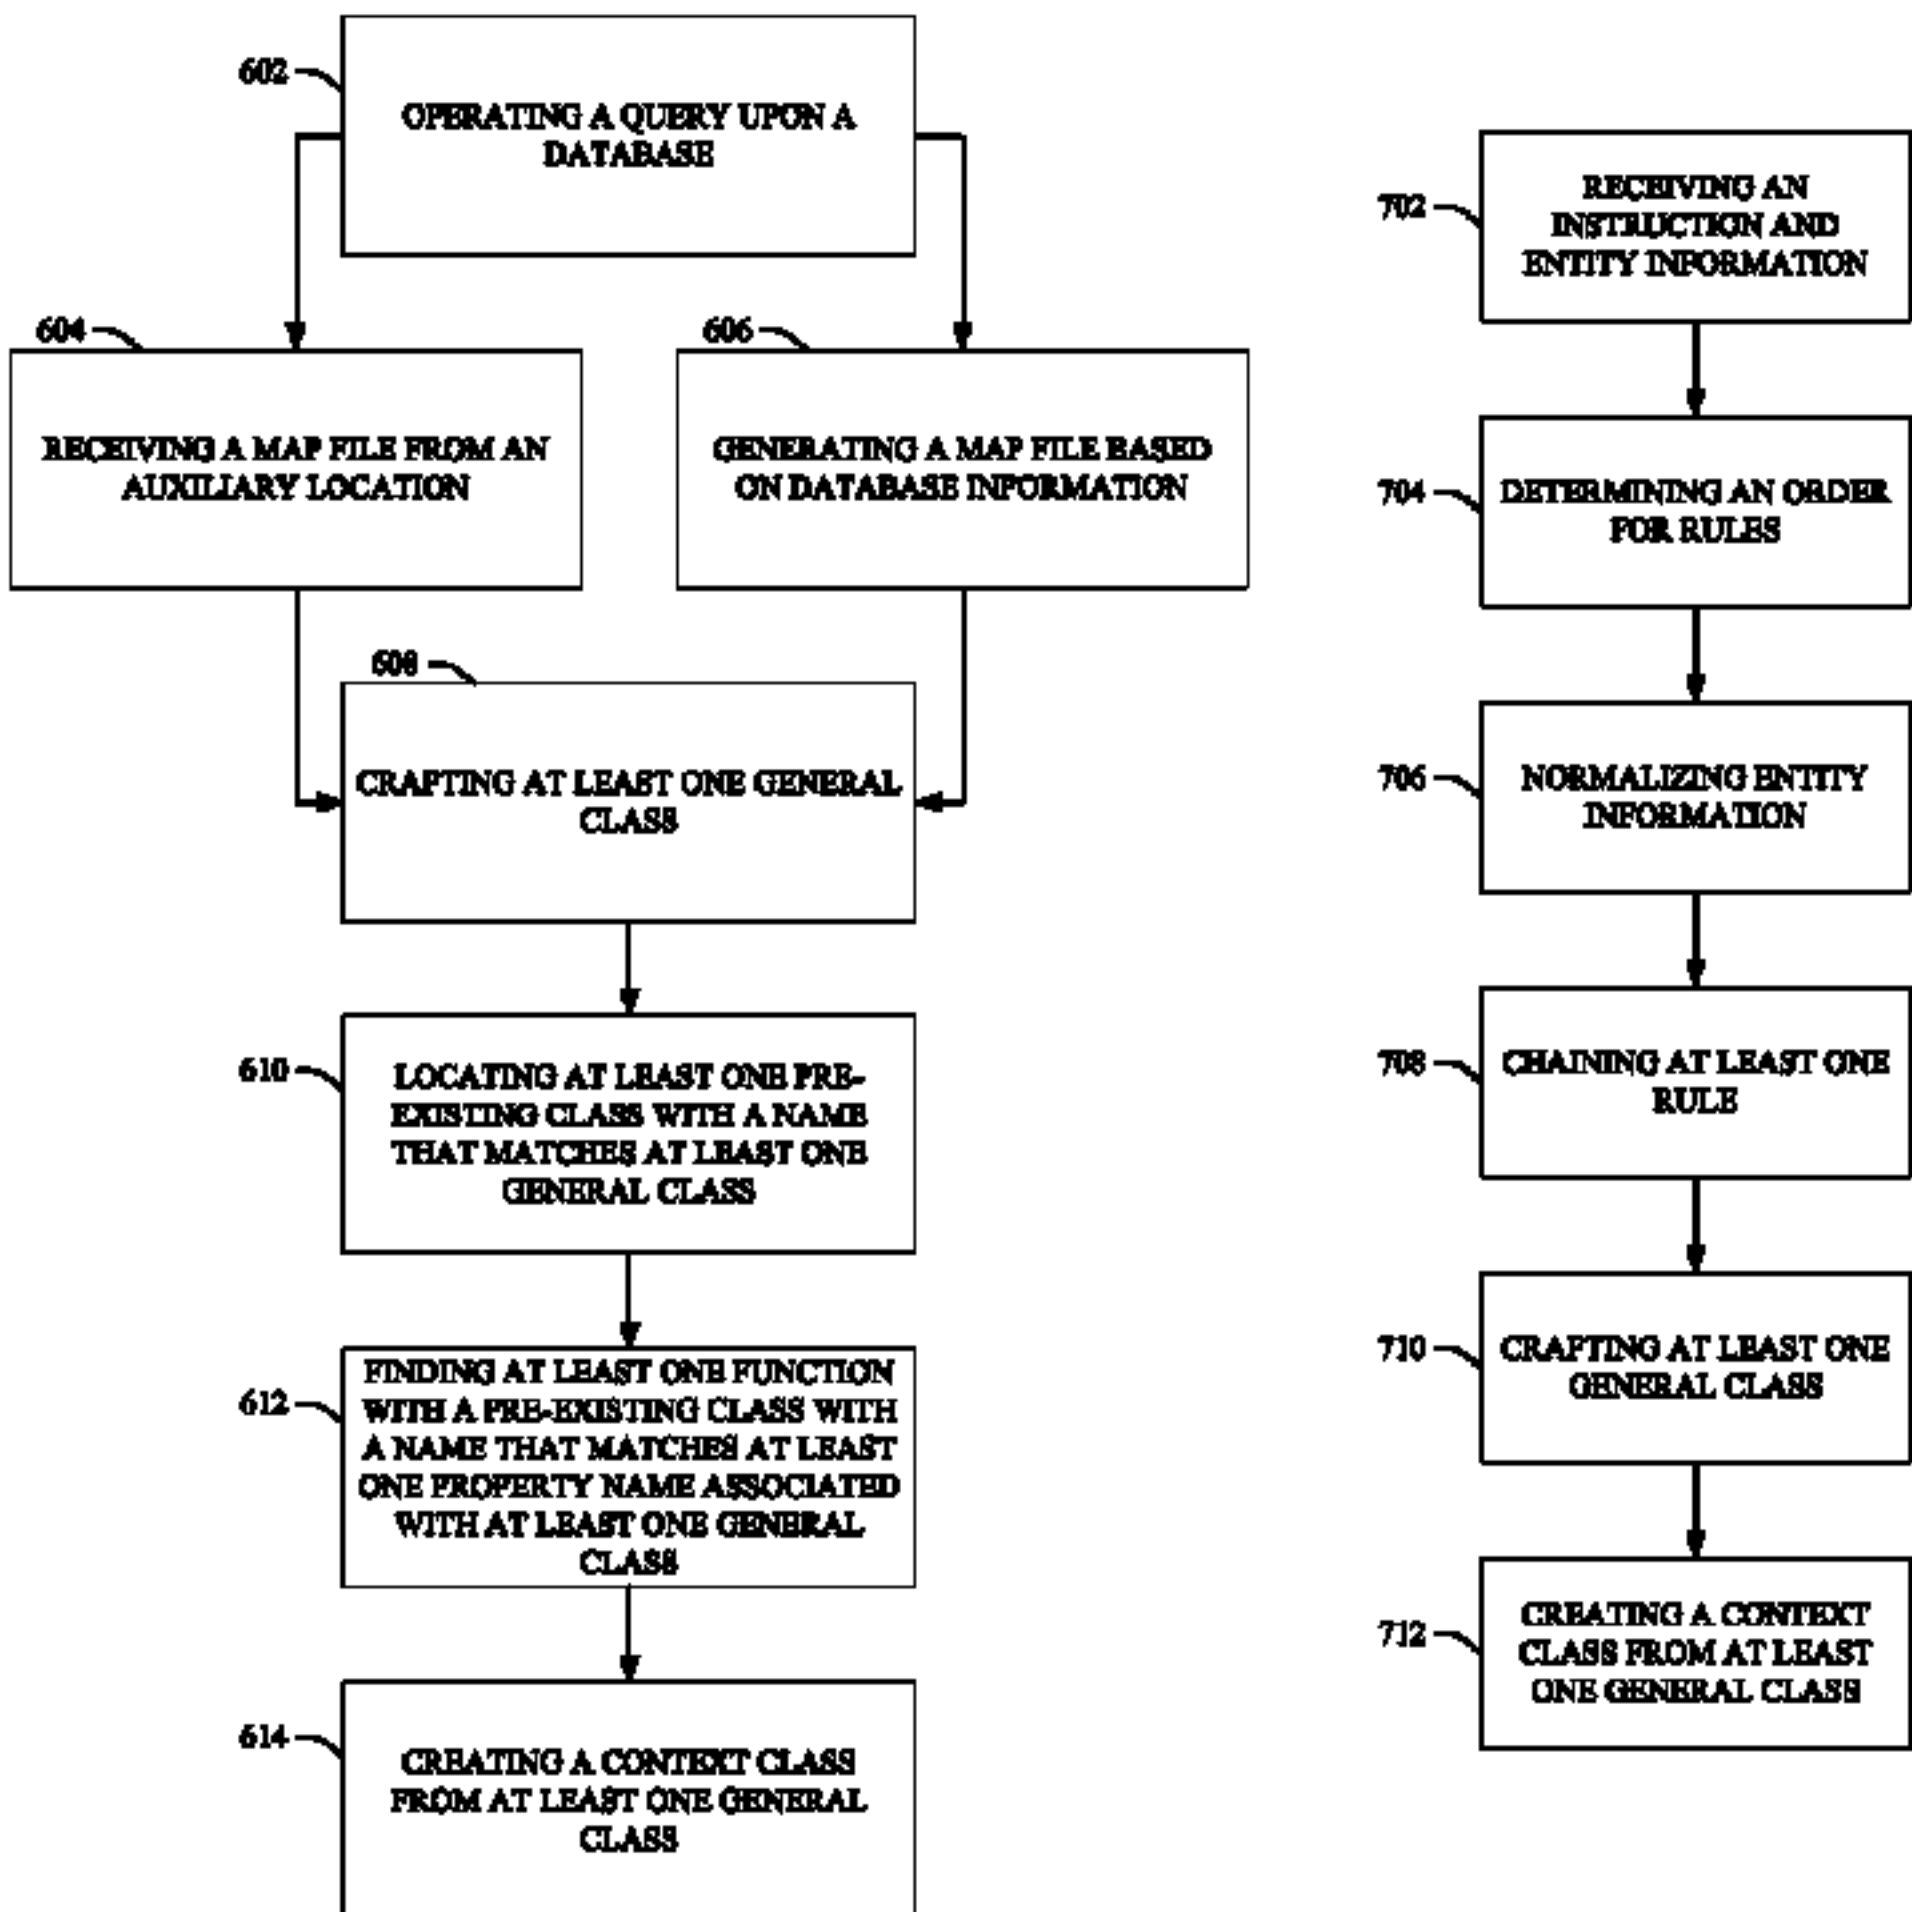 602
OPERATING A QUERY UPON A
DATABASE
604
RECEIVING A MAP FILE FROM AN
AUXILIARY LOCATION
606
GENERATING A MAP FILE BASED
ON DATABASE INFORMATION
608
CRAFTING AT LEAST ONE GENERAL
CLASS
610
LOCATING AT LEAST ONE PRE-
EXISTING CLASS WITH A NAME
THAT MATCHES AT LEAST ONE
GENERAL CLASS
612
FINDING AT LEAST ONE FUNCTION
WITH A PRE-EXISTING CLASS WITH
A NAME THAT MATCHES AT LEAST
ONE PROPERTY NAME ASSOCIATED
WITH AT LEAST ONE GENERAL
CLASS
614
CREATING A CONTEXT CLASS
FROM AT LEAST ONE GENERAL
CLASS
702
RECEIVING AN
INSTRUCTION AND
ENTITY INFORMATION
704
DETERMINING AN ORDER
FOR RULES
706
NORMALIZING ENTITY
INFORMATION
708
CHAINING AT LEAST ONE
RULE
710
CRAFTING AT LEAST ONE
GENERAL CLASS
712
CREATING A CONTEXT
CLASS FROM AT LEAST
ONE GENERAL CLASS